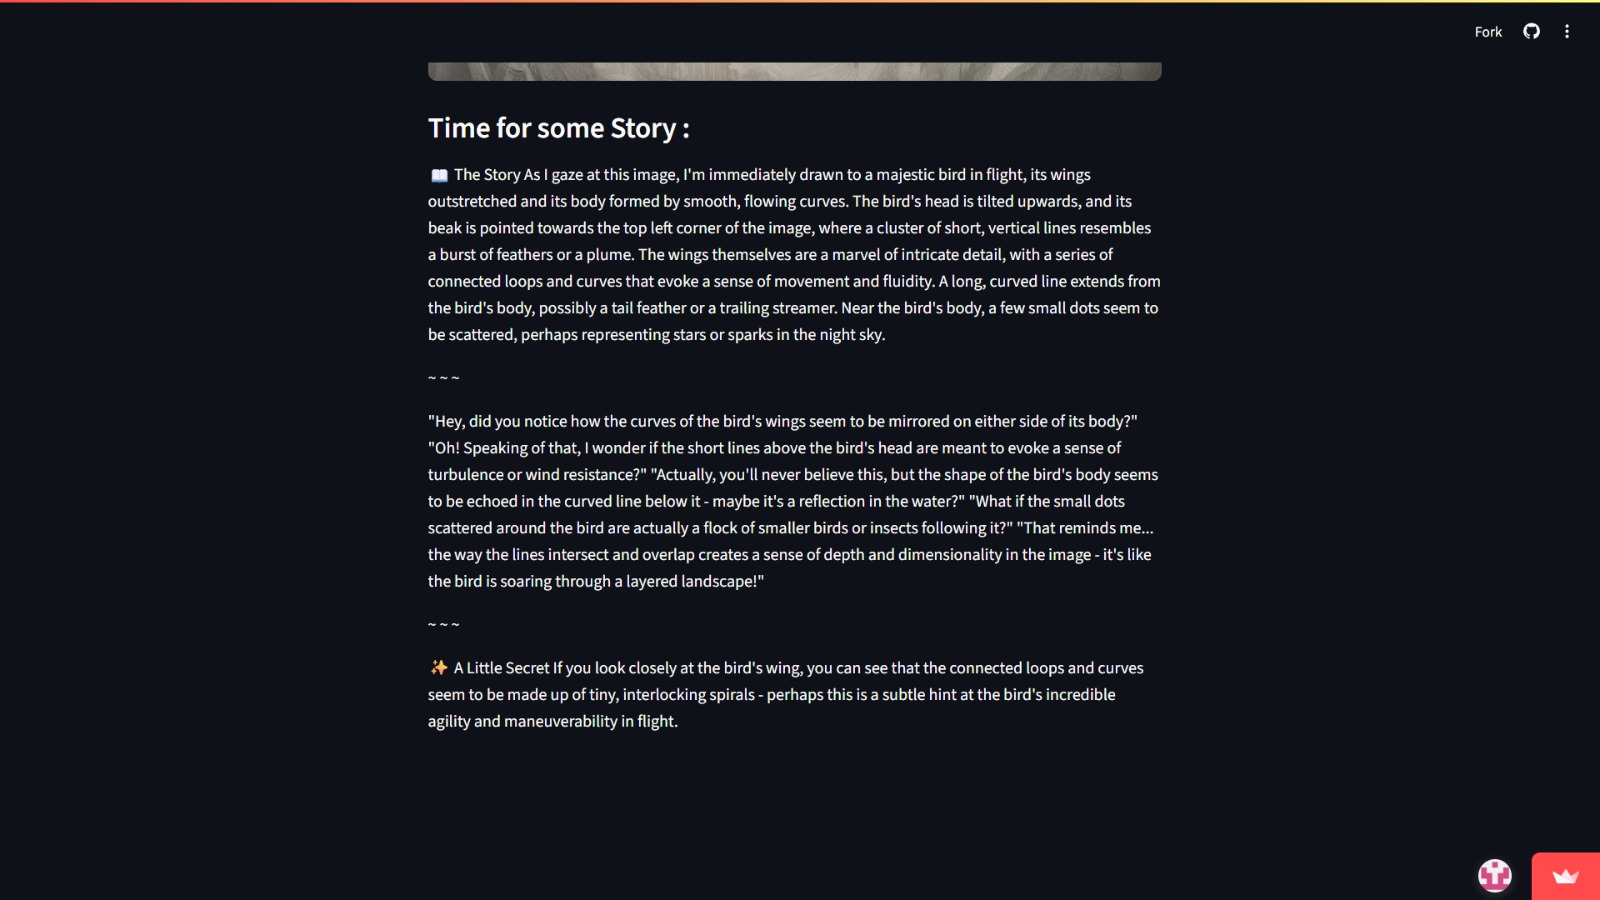 Fork
Time for some Story :
📖 The Story As I gaze at this image, I'm immediately drawn to a majestic bird in flight, its wings
outstretched and its body formed by smooth, flowing curves. The bird's head is tilted upwards, and its
beak is pointed towards the top left corner of the image, where a cluster of short, vertical lines resembles
a burst of feathers or a plume. The wings themselves are a marvel of intricate detail, with a series of
connected loops and curves that evoke a sense of movement and fluidity. A long, curved line extends from
the bird's body, possibly a tail feather or a trailing streamer. Near the bird's body, a few small dots seem to
be scattered, perhaps representing stars or sparks in the night sky.
~ ~ ~
"Hey, did you notice how the curves of the bird's wings seem to be mirrored on either side of its body?"
"Oh! Speaking of that, I wonder if the short lines above the bird's head are meant to evoke a sense of
turbulence or wind resistance?" "Actually, you'll never believe this, but the shape of the bird's body seems
to be echoed in the curved line below it - maybe it's a reflection in the water?" "What if the small dots
scattered around the bird are actually a flock of smaller birds or insects following it?" "That reminds me...
the way the lines intersect and overlap creates a sense of depth and dimensionality in the image - it's like
the bird is soaring through a layered landscape!"
~ ~ ~
✨ A Little Secret If you look closely at the bird's wing, you can see that the connected loops and curves
seem to be made up of tiny, interlocking spirals - perhaps this is a subtle hint at the bird's incredible
agility and maneuverability in flight.